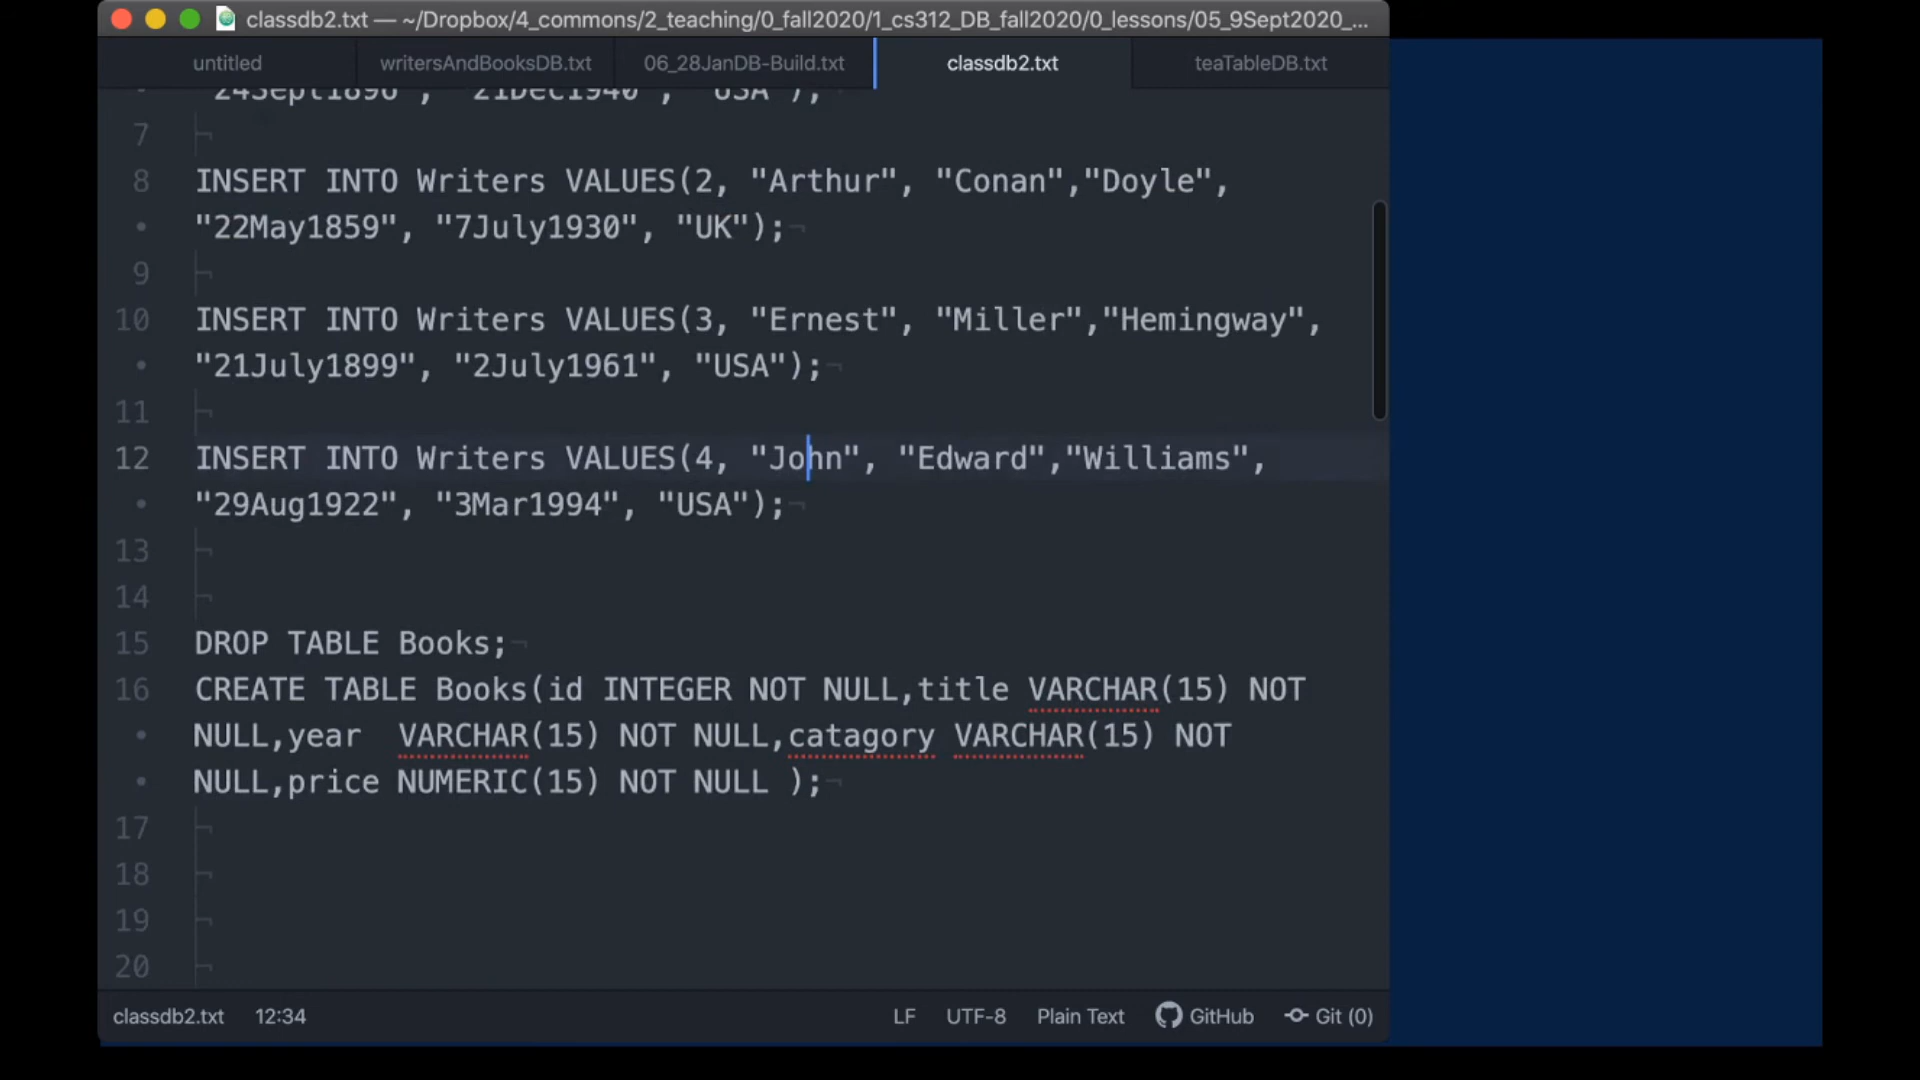 classdb2.txt — ~/Dropbox/4_commons/2_teaching/0_fall2020/1_cs312_DB_fall2020/0_lessons/05_9Sept2020_...
untitled
writersAndBooksDB.txt
06_28JanDB-Build.txt
classdb2.txt
teaTableDB.txt
"24Sept1896", "21Dec1940", "USA");
7
8 INSERT INTO Writers VALUES(2, "Arthur", "Conan","Doyle",
• "22May1859", "7July1930", "UK");
9
10 INSERT INTO Writers VALUES(3, "Ernest", "Miller","Hemingway",
• "21July1899", "2July1961", "USA");
11
12 INSERT INTO Writers VALUES(4, "John", "Edward","Williams",
• "29Aug1922", "3Mar1994", "USA");
13
14
15 DROP TABLE Books;
16 CREATE TABLE Books(id INTEGER NOT NULL,title VARCHAR(15) NOT
• NULL,year  VARCHAR(15) NOT NULL,catagory VARCHAR(15) NOT
• NULL,price NUMERIC(15) NOT NULL );
17
18
19
20
classdb2.txt 12:34 LF UTF-8 Plain Text GitHub Git (0)